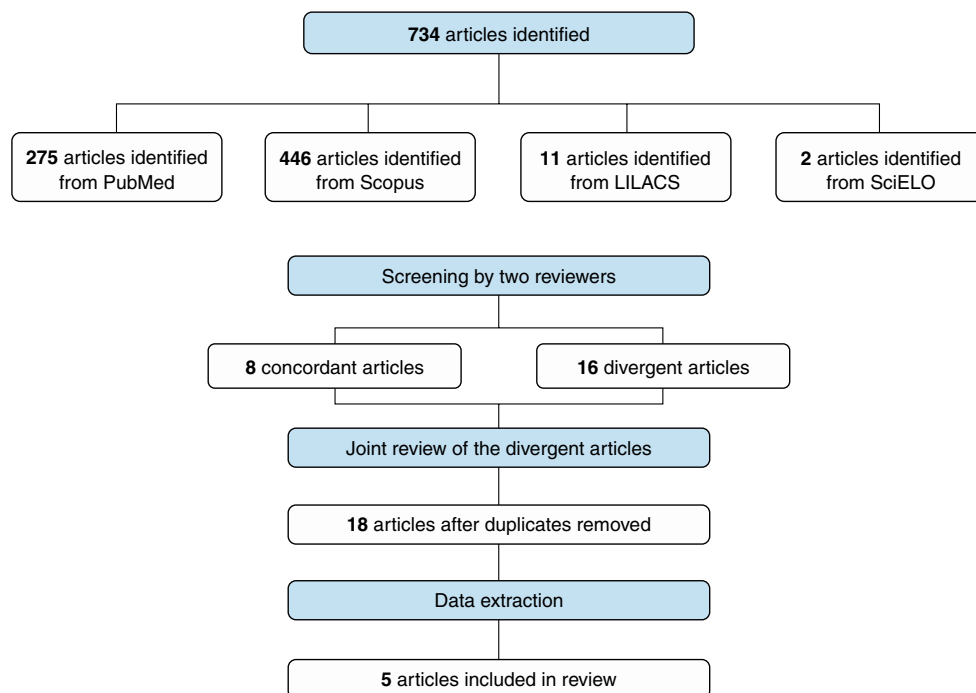 734 articles identified
275 articles identified
from PubMed
446 articles identified
from Scopus
11 articles identified
from LILACS
2 articles identified
from SciELO
Screening by two reviewers
8 concordant articles
16 divergent articles
Joint review of the divergent articles
18 articles after duplicates removed
Data extraction
5 articles included in review